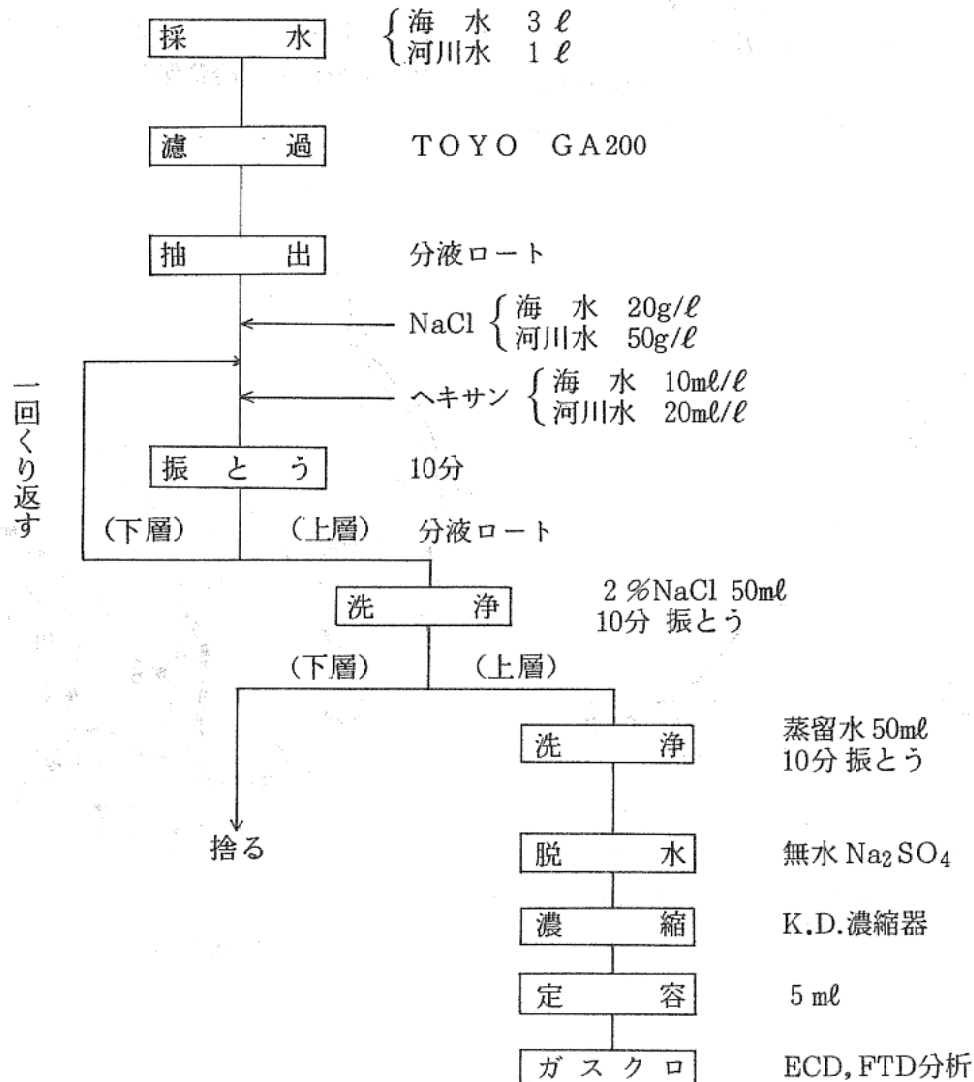 採水
海水 3ℓ
河川水 1ℓ
濾過
TOYO GA200
抽出
分液ロート
NaCl
海水 20g/ℓ
河川水 50g/ℓ
ヘキサン
海水 10mℓ/ℓ
河川水 20mℓ/ℓ
一回くり返す
振とう
10分
(下層)
(上層)
分液ロート
洗浄
2%NaCl 50mℓ
10分 振とう
(下層)
(上層)
捨る
洗浄
蒸留水 50mℓ
10分 振とう
脱水
無水 Na₂SO₄
濃縮
K.D.濃縮器
定容
5mℓ
ガスクロ
ECD, FTD分析